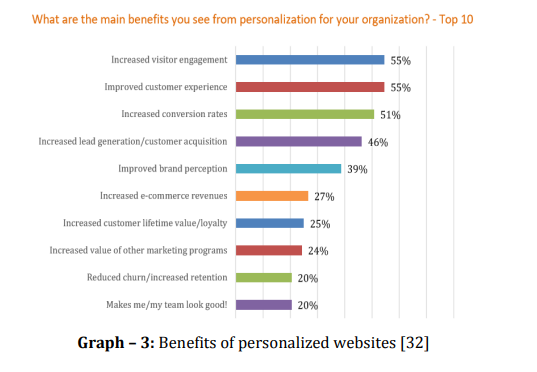 What are the main benefits you see from personalization for your organization? - Top 10
Increased visitor engagement 55%
Improved customer experience 55%
Increased conversion rates 51%
Increased lead generation/customer acquisition 46%
Improved brand perception 39%
Increased e-commerce revenues 27%
Increased customer lifetime value/loyalty 25%
Increased value of other marketing programs 24%
Reduced churn/increased retention 20%
Makes me/my team look good! 20%
Graph – 3: Benefits of personalized websites [32]